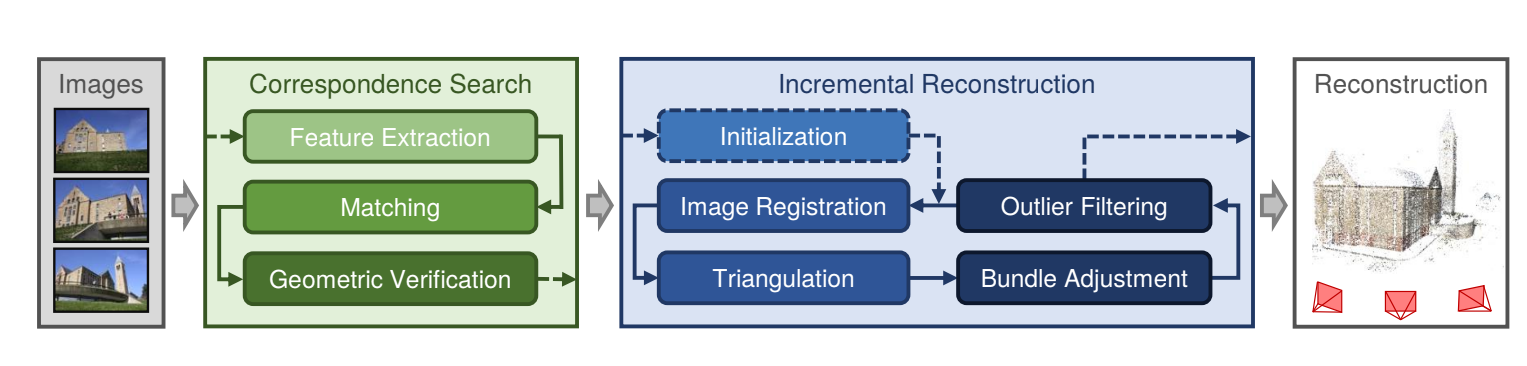 Images
Correspondence Search
Feature Extraction
Matching
Geometric Verification
Incremental Reconstruction
Initialization
Image Registration
Outlier Filtering
Triangulation
Bundle Adjustment
Reconstruction